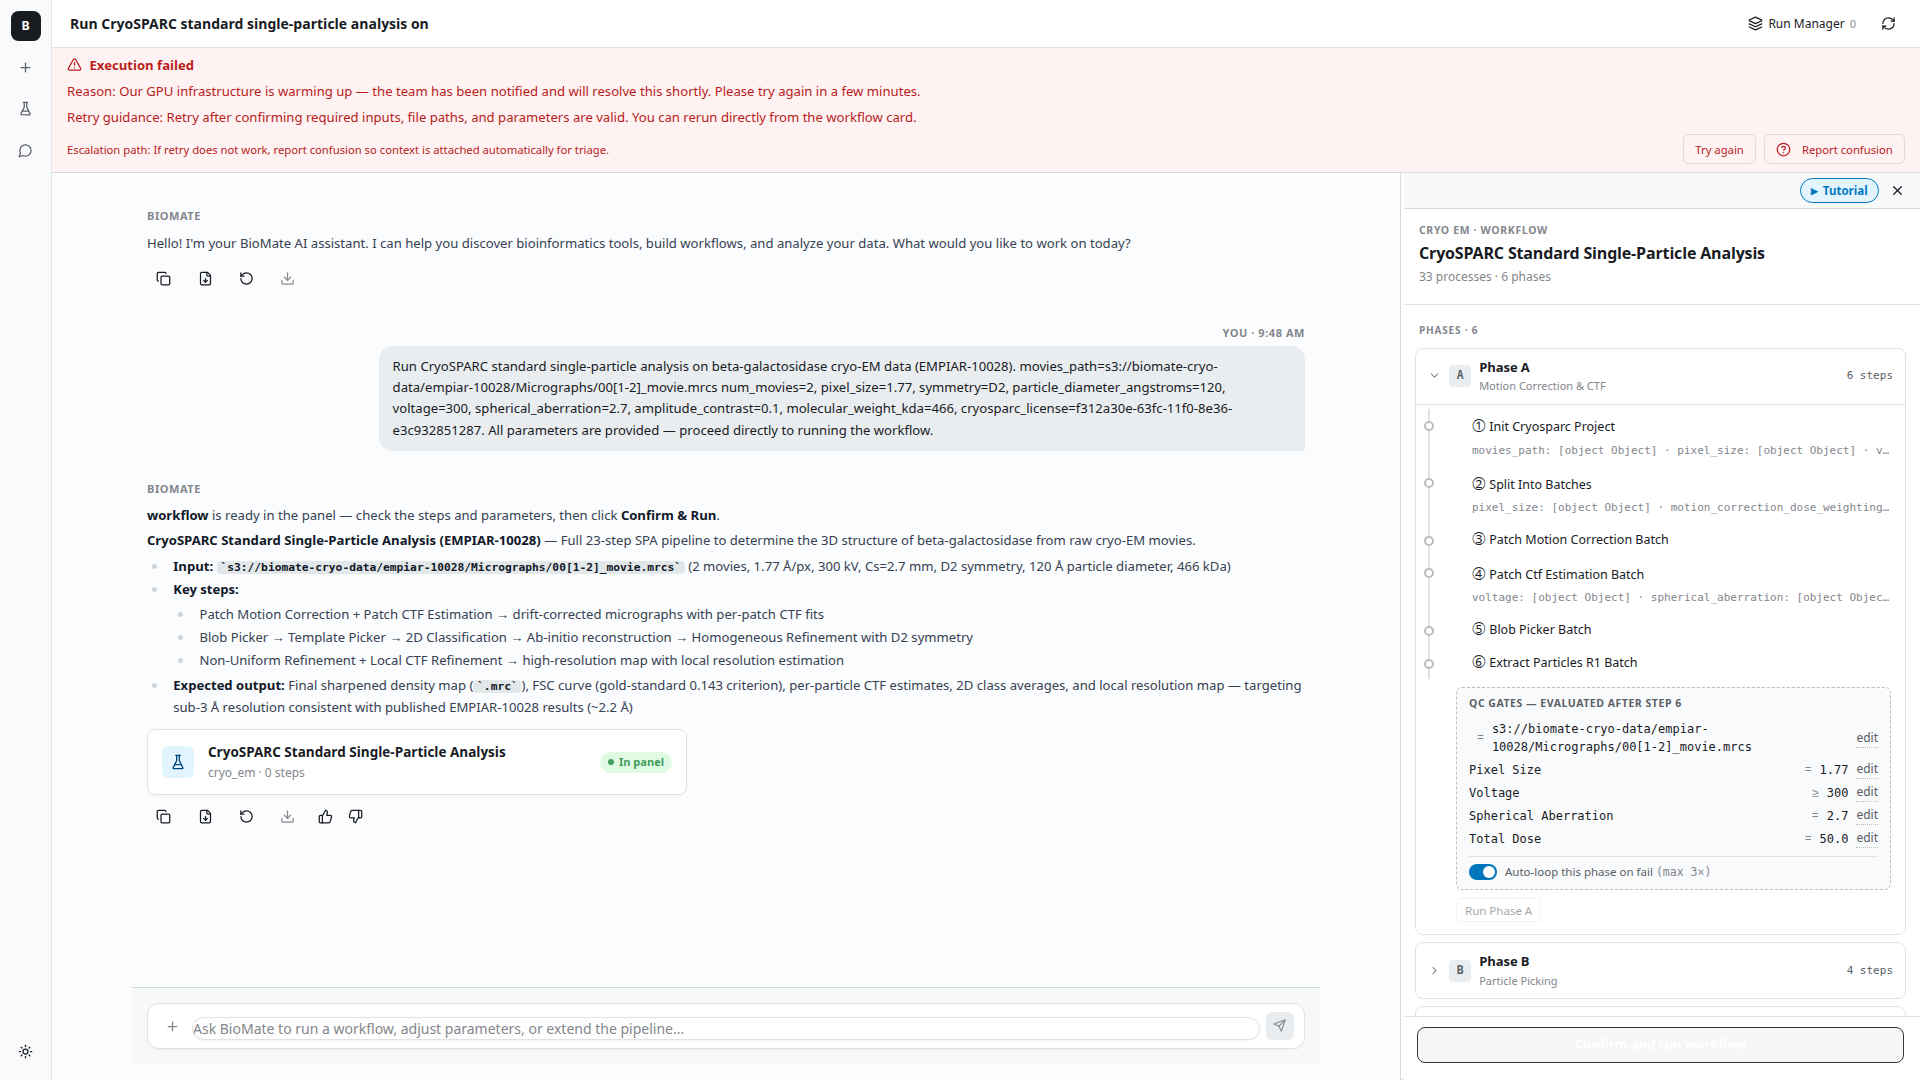 B
Run CryoSPARC standard single-particle analysis on
Run Manager 0
Execution failed
Reason: Our GPU infrastructure is warming up — the team has been notified and will resolve this shortly. Please try again in a few minutes.
Retry guidance: Retry after confirming required inputs, file paths, and parameters are valid. You can rerun directly from the workflow card.
Escalation path: If retry does not work, report confusion so context is attached automatically for triage.
Try again
Report confusion
BIOMATE
Hello! I'm your BioMate AI assistant. I can help you discover bioinformatics tools, build workflows, and analyze your data. What would you like to work on today?
YOU · 9:48 AM
Run CryoSPARC standard single-particle analysis on beta-galactosidase cryo-EM data (EMPIAR-10028). movies_path=s3://biomate-cryo-
data/empiar-10028/Micrographs/00[1-2]_movie.mrcs num_movies=2, pixel_size=1.77, symmetry=D2, particle_diameter_angstroms=120,
voltage=300, spherical_aberration=2.7, amplitude_contrast=0.1, molecular_weight_kda=466, cryosparc_license=f312a30e-63fc-11f0-8e36-
e3c932851287. All parameters are provided — proceed directly to running the workflow.
BIOMATE
workflow is ready in the panel — check the steps and parameters, then click Confirm & Run.
CryoSPARC Standard Single-Particle Analysis (EMPIAR-10028) — Full 23-step SPA pipeline to determine the 3D structure of beta-galactosidase from raw cryo-EM movies.
Input: `s3://biomate-cryo-data/empiar-10028/Micrographs/00[1-2]_movie.mrcs` (2 movies, 1.77 Å/px, 300 kV, Cs=2.7 mm, D2 symmetry, 120 Å particle diameter, 466 kDa)
Key steps:
Patch Motion Correction + Patch CTF Estimation → drift-corrected micrographs with per-patch CTF fits
Blob Picker → Template Picker → 2D Classification → Ab-initio reconstruction → Homogeneous Refinement with D2 symmetry
Non-Uniform Refinement + Local CTF Refinement → high-resolution map with local resolution estimation
Expected output: Final sharpened density map (`.mrc`), FSC curve (gold-standard 0.143 criterion), per-particle CTF estimates, 2D class averages, and local resolution map — targeting
sub-3 Å resolution consistent with published EMPIAR-10028 results (~2.2 Å)
CryoSPARC Standard Single-Particle Analysis
cryo_em · 0 steps
In panel
Ask BioMate to run a workflow, adjust parameters, or extend the pipeline...
▶ Tutorial
CRYO EM · WORKFLOW
CryoSPARC Standard Single-Particle Analysis
33 processes · 6 phases
PHASES · 6
A
Phase A
Motion Correction & CTF
6 steps
① Init Cryosparc Project
movies_path: [object Object] · pixel_size: [object Object] · v…
② Split Into Batches
pixel_size: [object Object] · motion_correction_dose_weighting…
③ Patch Motion Correction Batch
④ Patch Ctf Estimation Batch
voltage: [object Object] · spherical_aberration: [object Objec…
⑤ Blob Picker Batch
⑥ Extract Particles R1 Batch
QC GATES — EVALUATED AFTER STEP 6
= s3://biomate-cryo-data/empiar-
10028/Micrographs/00[1-2]_movie.mrcs edit
Pixel Size = 1.77 edit
Voltage ≥ 300 edit
Spherical Aberration = 2.7 edit
Total Dose = 50.0 edit
Auto-loop this phase on fail (max 3×)
Run Phase A
B
Phase B
Particle Picking
4 steps
Confirm and run workflow